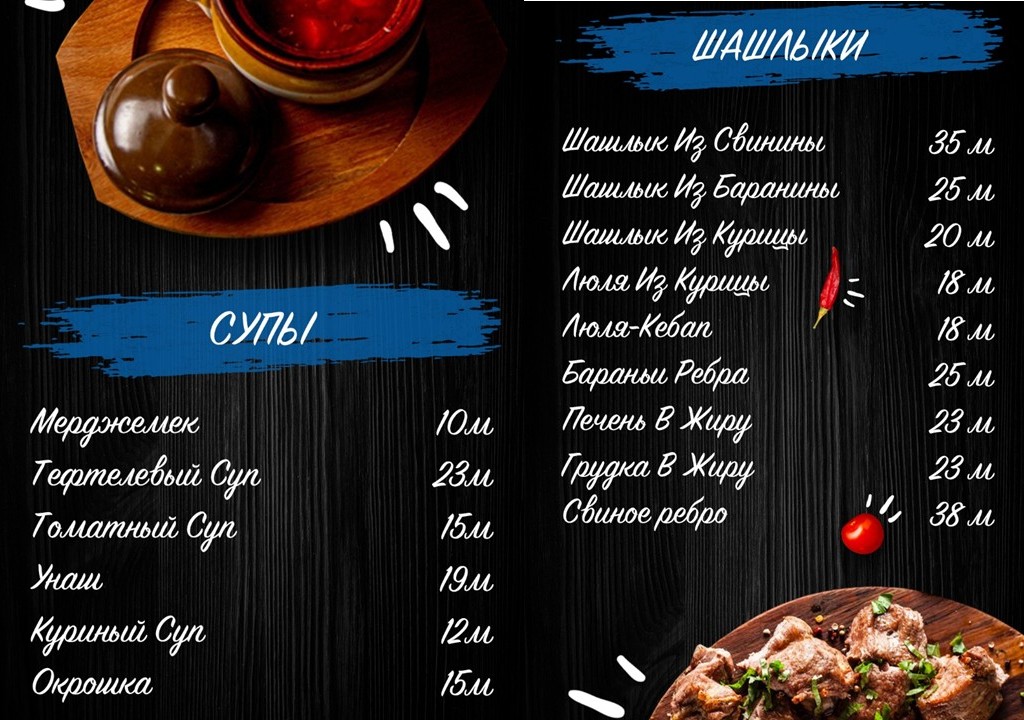 СУПЫ
Мерджемек 10м
Тефтелевый Суп 23м
Томатный Суп 15м
Унаш 19м
Куриный Суп 12м
Окрошка 15м
ШАШЛЫКИ
Шашлык Из Свинины 35 м
Шашлык Из Баранины 25 м
Шашлык Из Курицы 20 м
Люля Из Курицы 18 м
Люля-Кебап 18 м
Бараньи Ребра 25 м
Печень В Жиру 23 м
Грудка В Жиру 23 м
Свиное ребро 38 м